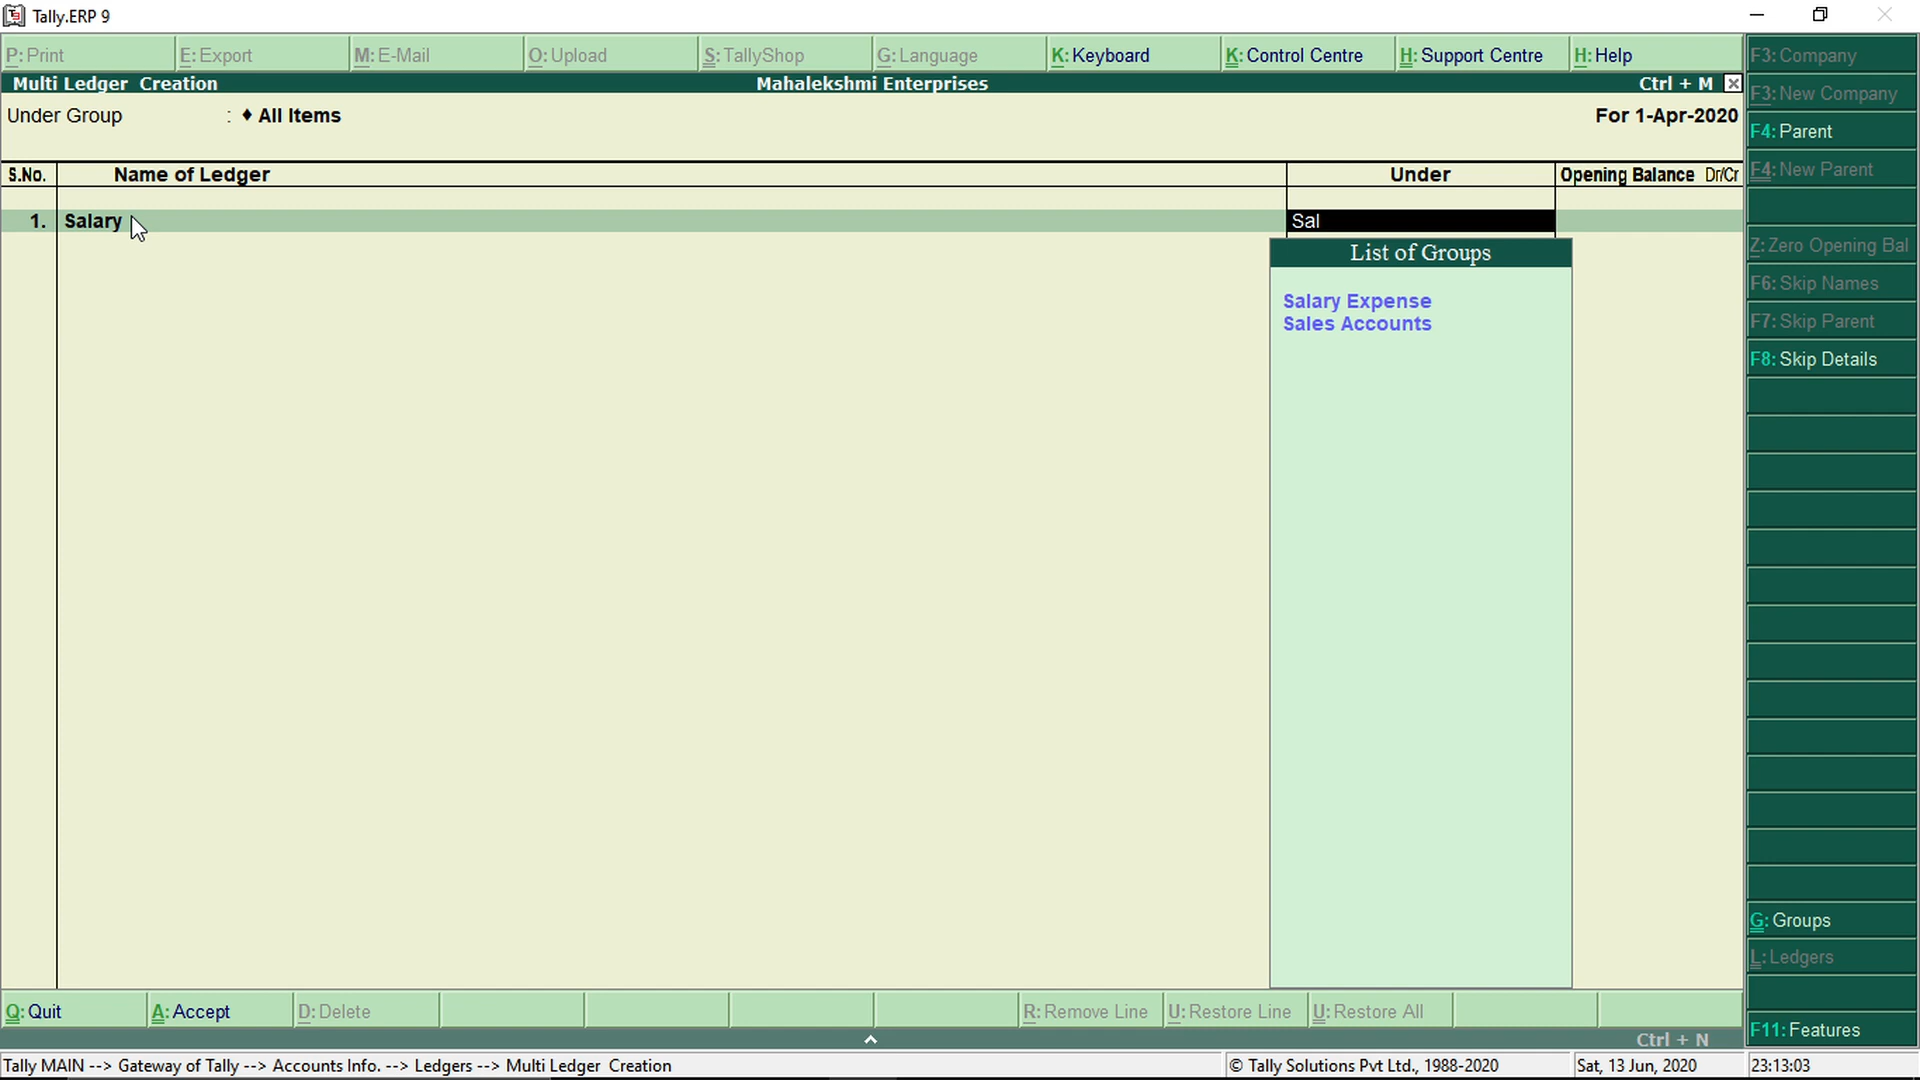 Tally.ERP 9
P: Print E: Export M: E-Mail O: Upload S: TallyShop G: Language K: Keyboard K: Control Centre H: Support Centre H: Help
Multi Ledger Creation Mahalekshmi Enterprises Ctrl + M
Under Group : ♦ All Items For 1-Apr-2020
S.No. Name of Ledger Under Opening Balance Dr/Cr
1. Salary Sal
List of Groups
Salary Expense
Sales Accounts
F3: Company
F3: New Company
F4: Parent
F4: New Parent
Z: Zero Opening Bal
F6: Skip Names
F7: Skip Parent
F8: Skip Details
G: Groups
L: Ledgers
F11: Features
Q: Quit A: Accept D: Delete R: Remove Line U: Restore Line U: Restore All
Ctrl + N
Tally MAIN --> Gateway of Tally --> Accounts Info. --> Ledgers --> Multi Ledger Creation © Tally Solutions Pvt Ltd., 1988-2020 Sat, 13 Jun, 2020 23:13:03